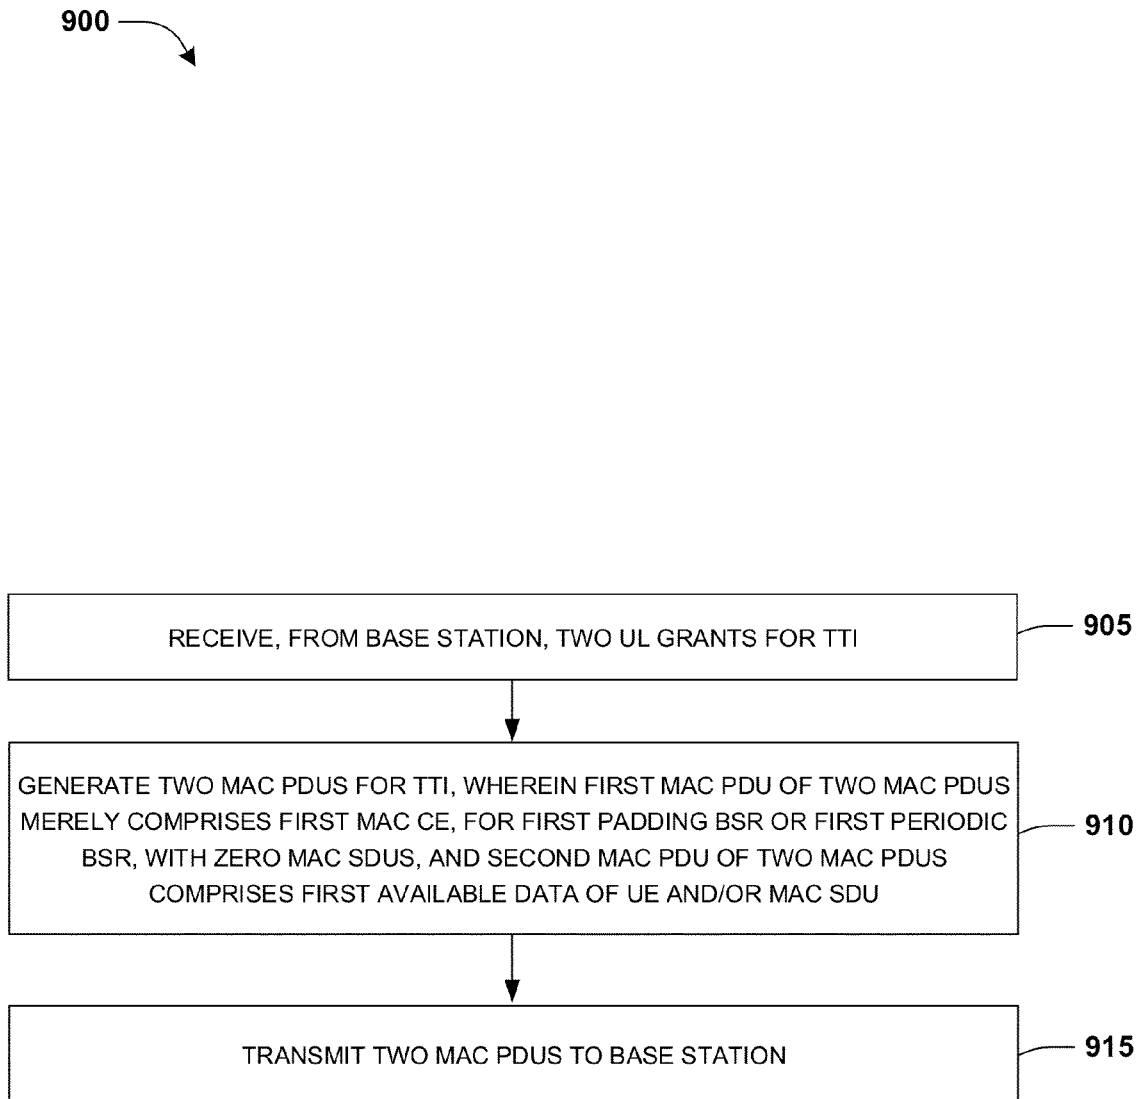 900
RECEIVE, FROM BASE STATION, TWO UL GRANTS FOR TTI
905
GENERATE TWO MAC PDUS FOR TTI, WHEREIN FIRST MAC PDU OF TWO MAC PDUS
MERELY COMPRISES FIRST MAC CE, FOR FIRST PADDING BSR OR FIRST PERIODIC
BSR, WITH ZERO MAC SDUS, AND SECOND MAC PDU OF TWO MAC PDUS
COMPRISES FIRST AVAILABLE DATA OF UE AND/OR MAC SDU
910
TRANSMIT TWO MAC PDUS TO BASE STATION
915